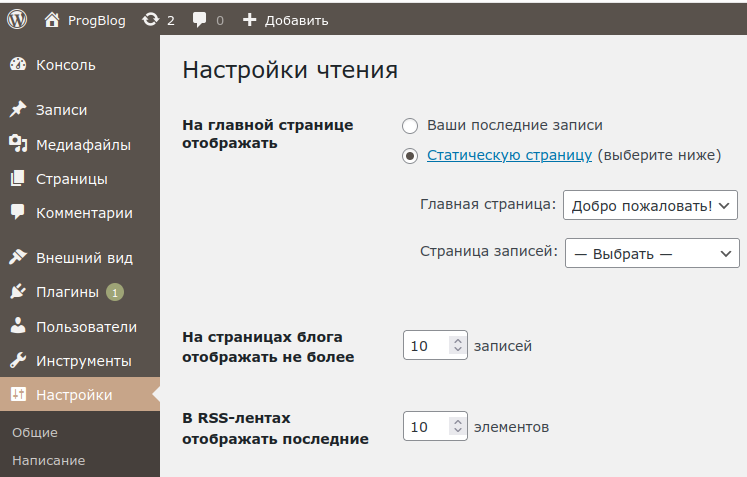 ProgBlog 2 0 Добавить
Консоль
Записи
Медиафайлы
Страницы
Комментарии
Внешний вид
Плагины 1
Пользователи
Инструменты
Настройки
Общие
Написание
Настройки чтения
На главной странице
отображать
Ваши последние записи
Статическую страницу (выберите ниже)
Главная страница: Добро пожаловать!
Страница записей: — Выбрать —
На страницах блога
отображать не более
10 записей
В RSS-лентах
отображать последние
10 элементов